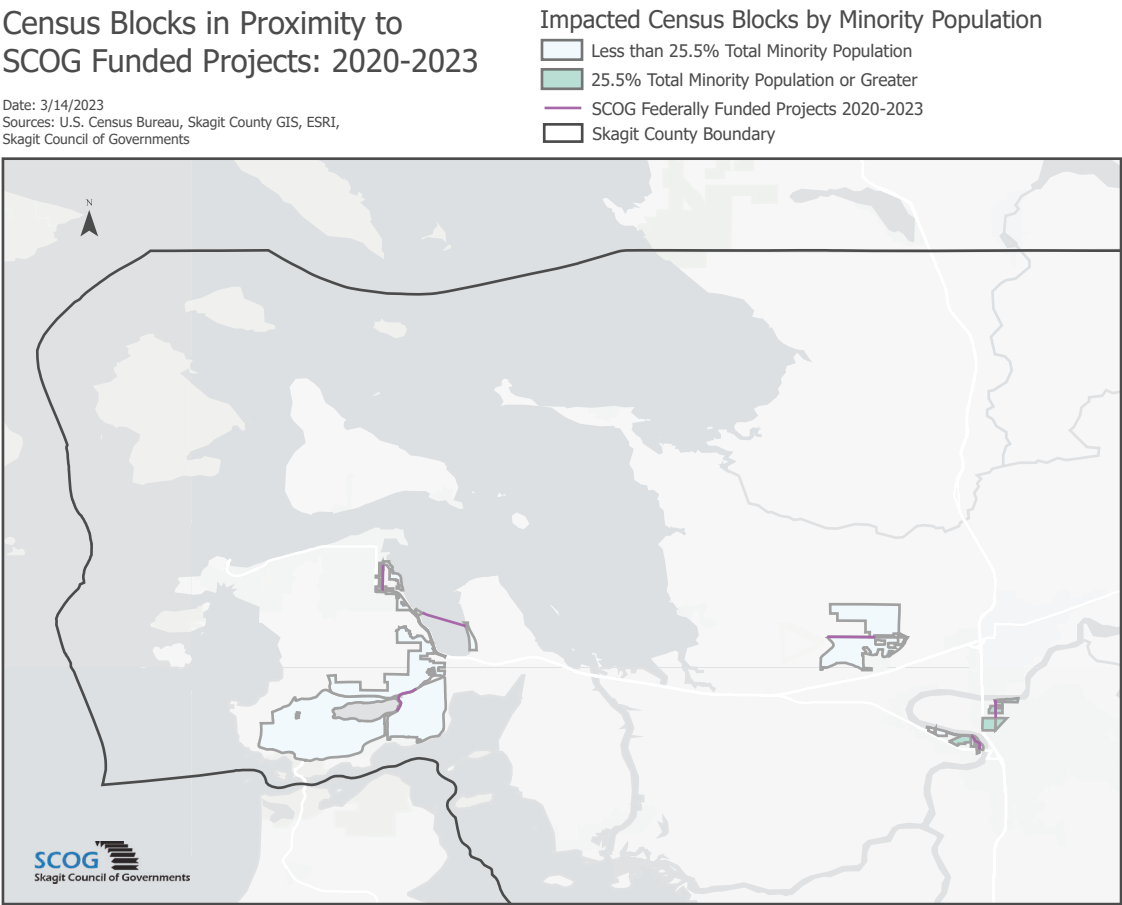 Census Blocks in Proximity to
SCOG Funded Projects: 2020-2023
Date: 3/14/2023
Sources: U.S. Census Bureau, Skagit County GIS, ESRI,
Skagit Council of Governments
Impacted Census Blocks by Minority Population
Less than 25.5% Total Minority Population
25.5% Total Minority Population or Greater
SCOG Federally Funded Projects 2020-2023
Skagit County Boundary
N
SCOG
Skagit Council of Governments